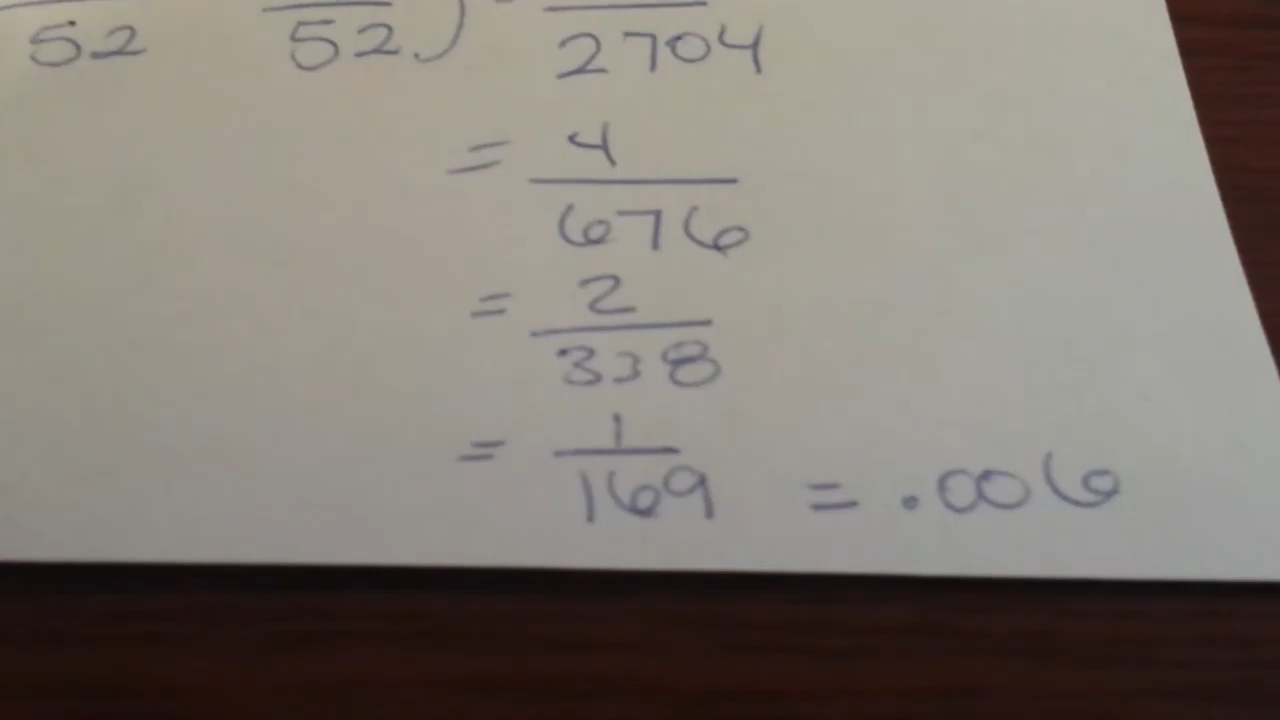 52 52) 2704
= 4
676
= 2
338
= 1
169 = .006